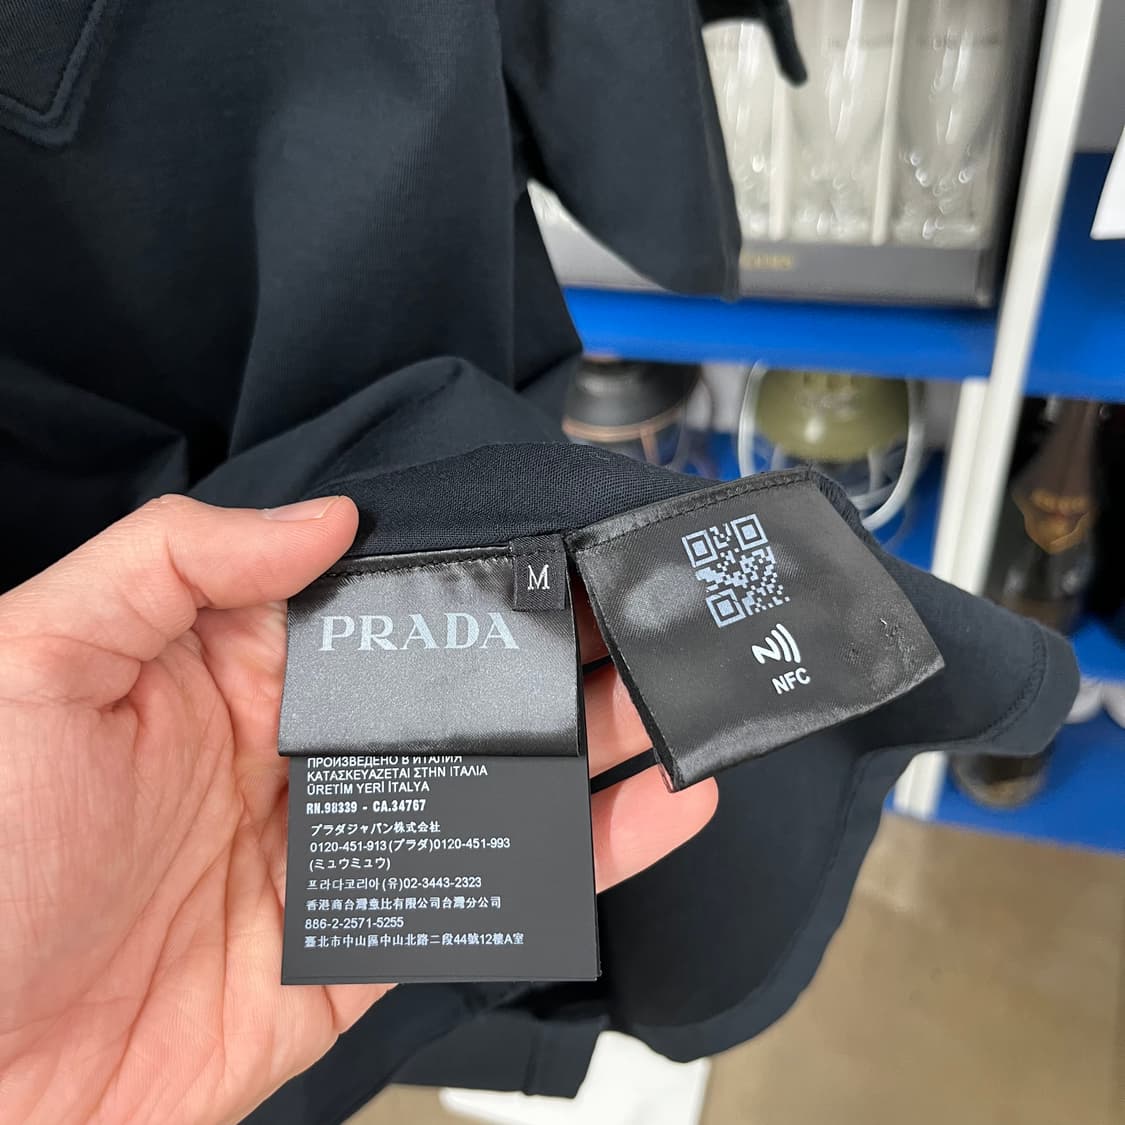 M
PRADA
ПРОИЗВЕДЕНО В ИТАЛИЯ
ΚΑΤΑΣΚΕΥΑΖΕΤΑΙ ΣΤΗΝ ΙΤΑΛΙΑ
ÜRETİM YERİ İTALYA
RN.98339 - CA.34767
プラダジャパン株式会社
0120-451-913(プラダ)0120-451-993
(ミュウミュウ)
프라다코리아(유)02-3443-2323
香港商台灣意比有限公司台灣分公司
886-2-2571-5255
臺北市中山區中山北路二段44號12樓A室
NFC